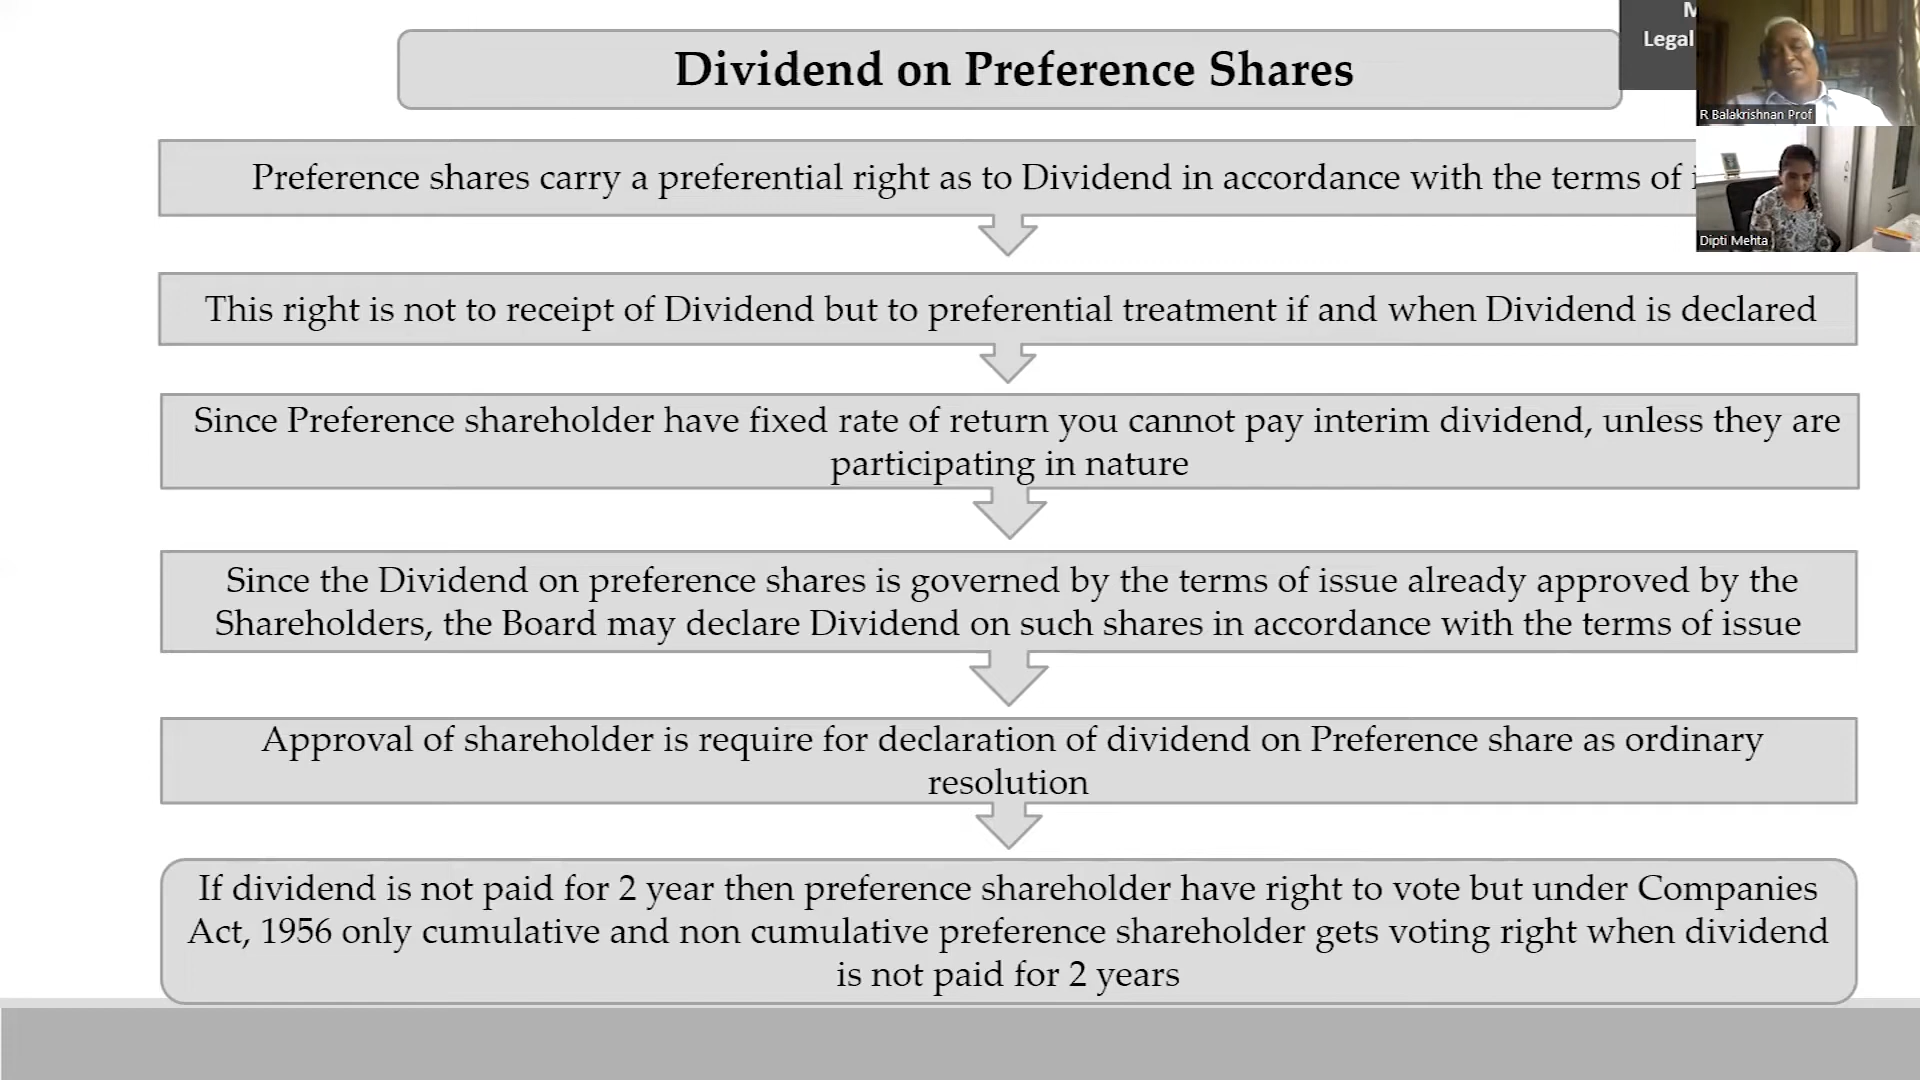 Dividend on Preference Shares
Legal
R Balakrishnan Prof
Preference shares carry a preferential right as to Dividend in accordance with the terms of
Dipti Mehta
This right is not to receipt of Dividend but to preferential treatment if and when Dividend is declared
Since Preference shareholder have fixed rate of return you cannot pay interim dividend, unless they are
participating in nature
Since the Dividend on preference shares is governed by the terms of issue already approved by the
Shareholders, the Board may declare Dividend on such shares in accordance with the terms of issue
Approval of shareholder is require for declaration of dividend on Preference share as ordinary
resolution
If dividend is not paid for 2 year then preference shareholder have right to vote but under Companies
Act, 1956 only cumulative and non cumulative preference shareholder gets voting right when dividend
is not paid for 2 years